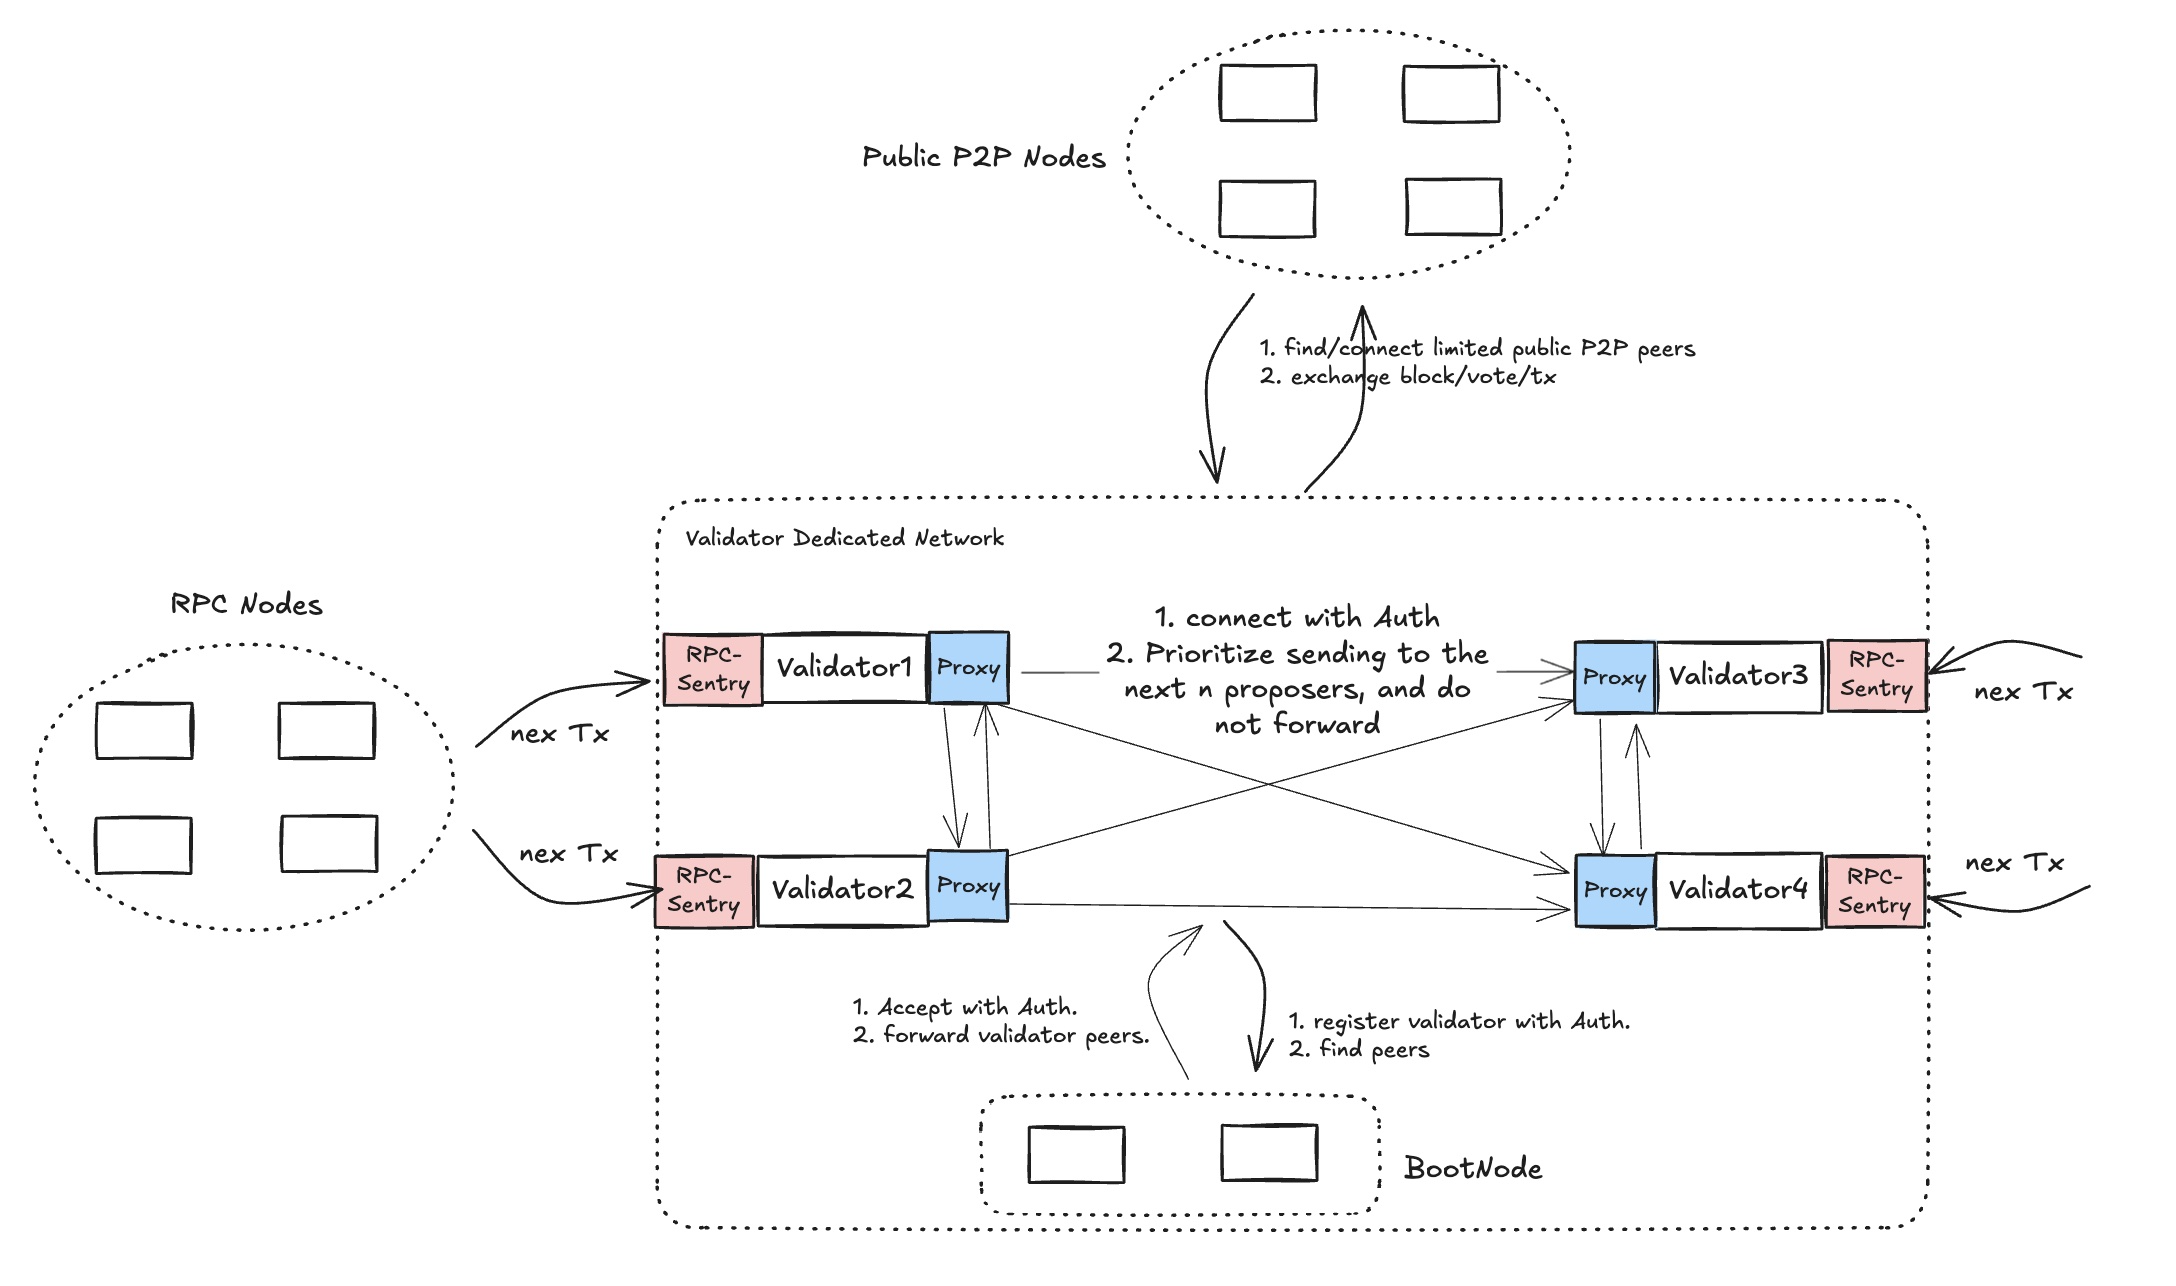 Public P2P Nodes
1. find/connect limited public P2P peers
2. exchange block/vote/tx
Validator Dedicated Network
RPC Nodes
1. connect with Auth
2. Prioritize sending to the
next n proposers, and do
not forward
RPC-
Sentry
Validator1
Proxy
Proxy
Validator3
RPC-
Sentry
nex Tx
nex Tx
nex Tx
nex Tx
RPC-
Sentry
Validator2
Proxy
Proxy
Validator4
RPC-
Sentry
1. Accept with Auth.
2. forward validator peers.
1. register validator with Auth.
2. find peers
BootNode